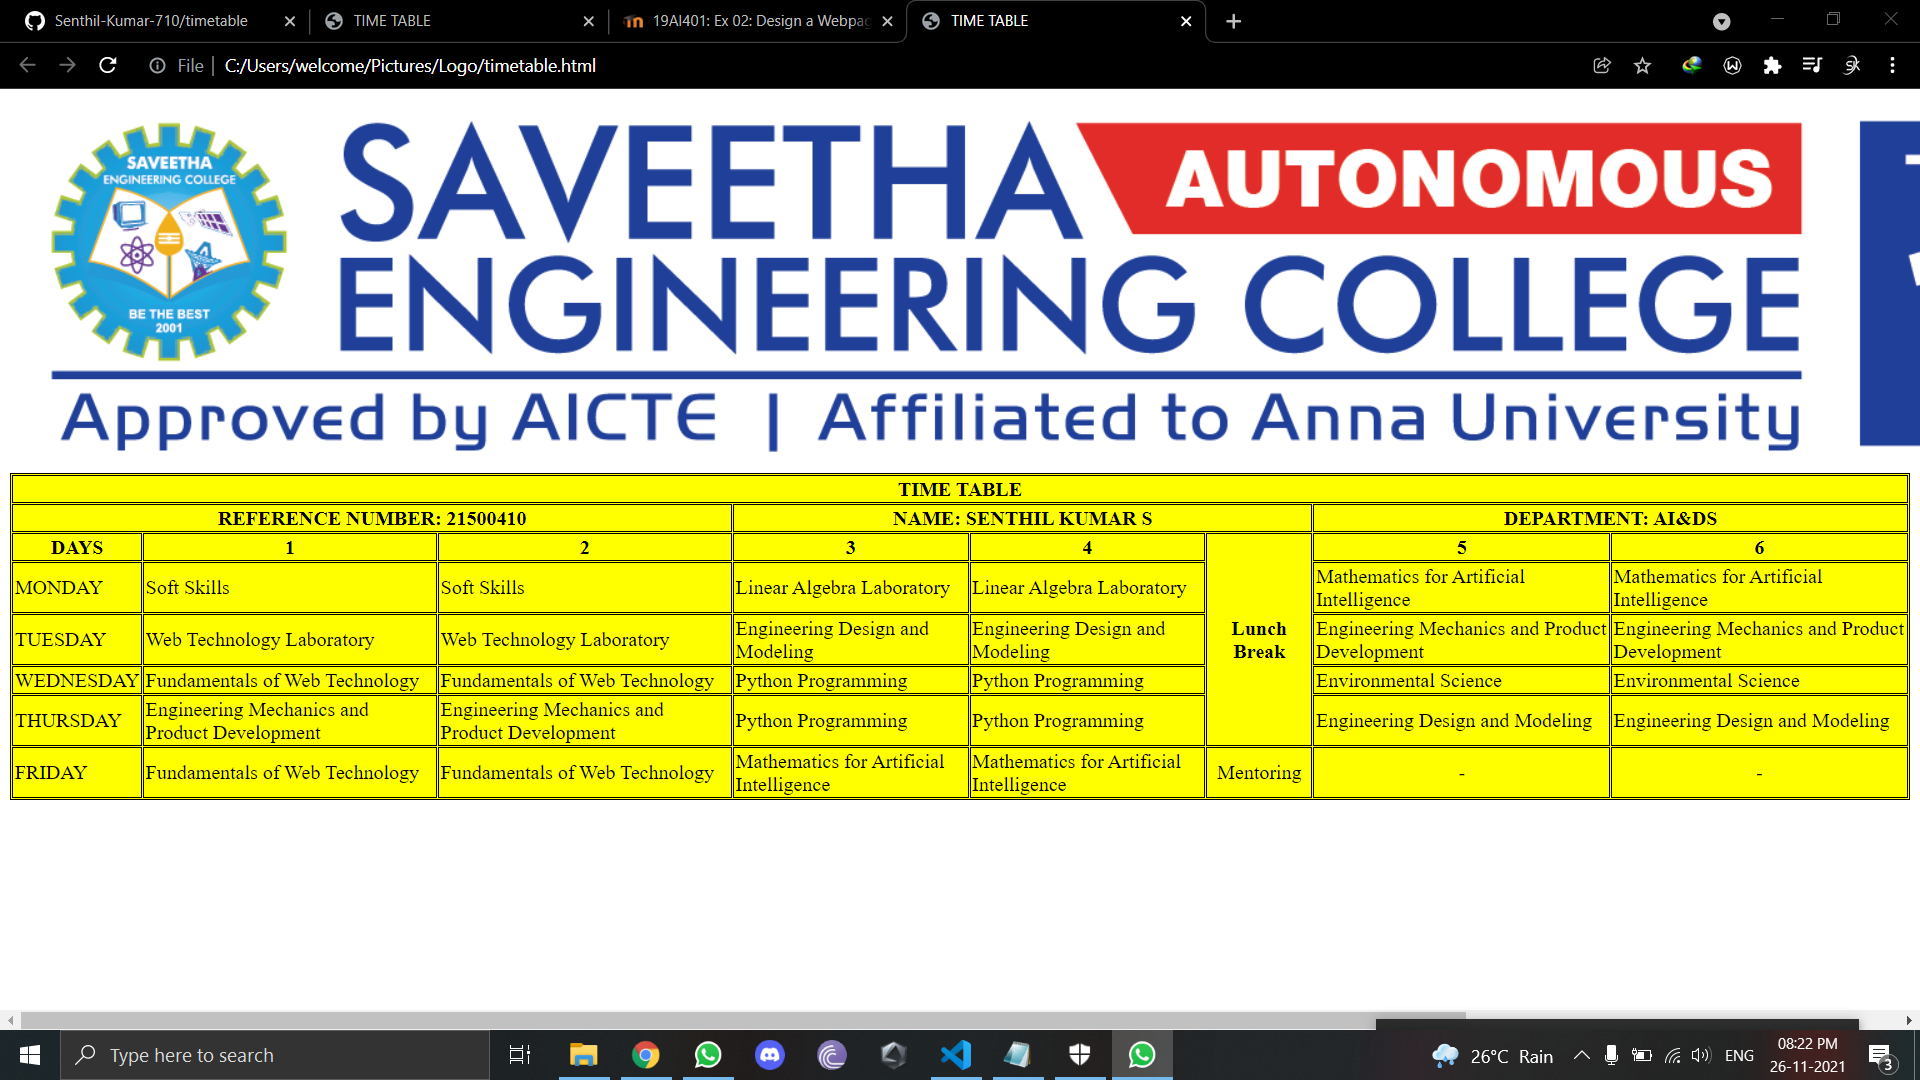 Senthil-Kumar-710/timetable
TIME TABLE
19AI401: Ex 02: Design a Webpag
TIME TABLE
File | C:/Users/welcome/Pictures/Logo/timetable.html
SAVEETHA
ENGINEERING COLLEGE
BE THE BEST
2001
SAVEETHA AUTONOMOUS
ENGINEERING COLLEGE
Approved by AICTE | Affiliated to Anna University
TIME TABLE
REFERENCE NUMBER: 21500410 NAME: SENTHIL KUMAR S DEPARTMENT: AI&DS
DAYS 1 2 3 4 5 6
MONDAY Soft Skills Soft Skills Linear Algebra Laboratory Linear Algebra Laboratory Mathematics for Artificial Intelligence Mathematics for Artificial Intelligence
Lunch Break
TUESDAY Web Technology Laboratory Web Technology Laboratory Engineering Design and Modeling Engineering Design and Modeling Engineering Mechanics and Product Development Engineering Mechanics and Product Development
WEDNESDAY Fundamentals of Web Technology Fundamentals of Web Technology Python Programming Python Programming Environmental Science Environmental Science
THURSDAY Engineering Mechanics and Product Development Engineering Mechanics and Product Development Python Programming Python Programming Engineering Design and Modeling Engineering Design and Modeling
FRIDAY Fundamentals of Web Technology Fundamentals of Web Technology Mathematics for Artificial Intelligence Mathematics for Artificial Intelligence Mentoring - -
Type here to search
26°C Rain
ENG
08:22 PM
26-11-2021
3